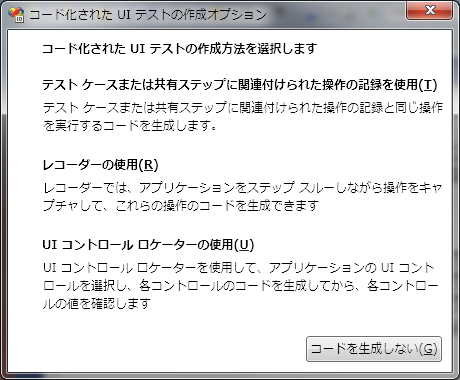 コード化された UI テストの作成オプション
コード化された UI テストの作成方法を選択します
テスト ケースまたは共有ステップに関連付けられた操作の記録を使用(T)
テスト ケースまたは共有ステップに関連付けられた操作の記録と同じ操作
を実行するコードを生成します。
レコーダーの使用(R)
レコーダーでは、アプリケーションをステップ スルーしながら操作をキャ
プチャして、これらの操作のコードを生成できます
UI コントロール ロケーターの使用(U)
UI コントロール ロケーターを使用して、アプリケーションの UI コント
ロールを選択し、各コントロールのコードを生成してから、各コントロー
ルの値を確認します
コードを生成しない(G)